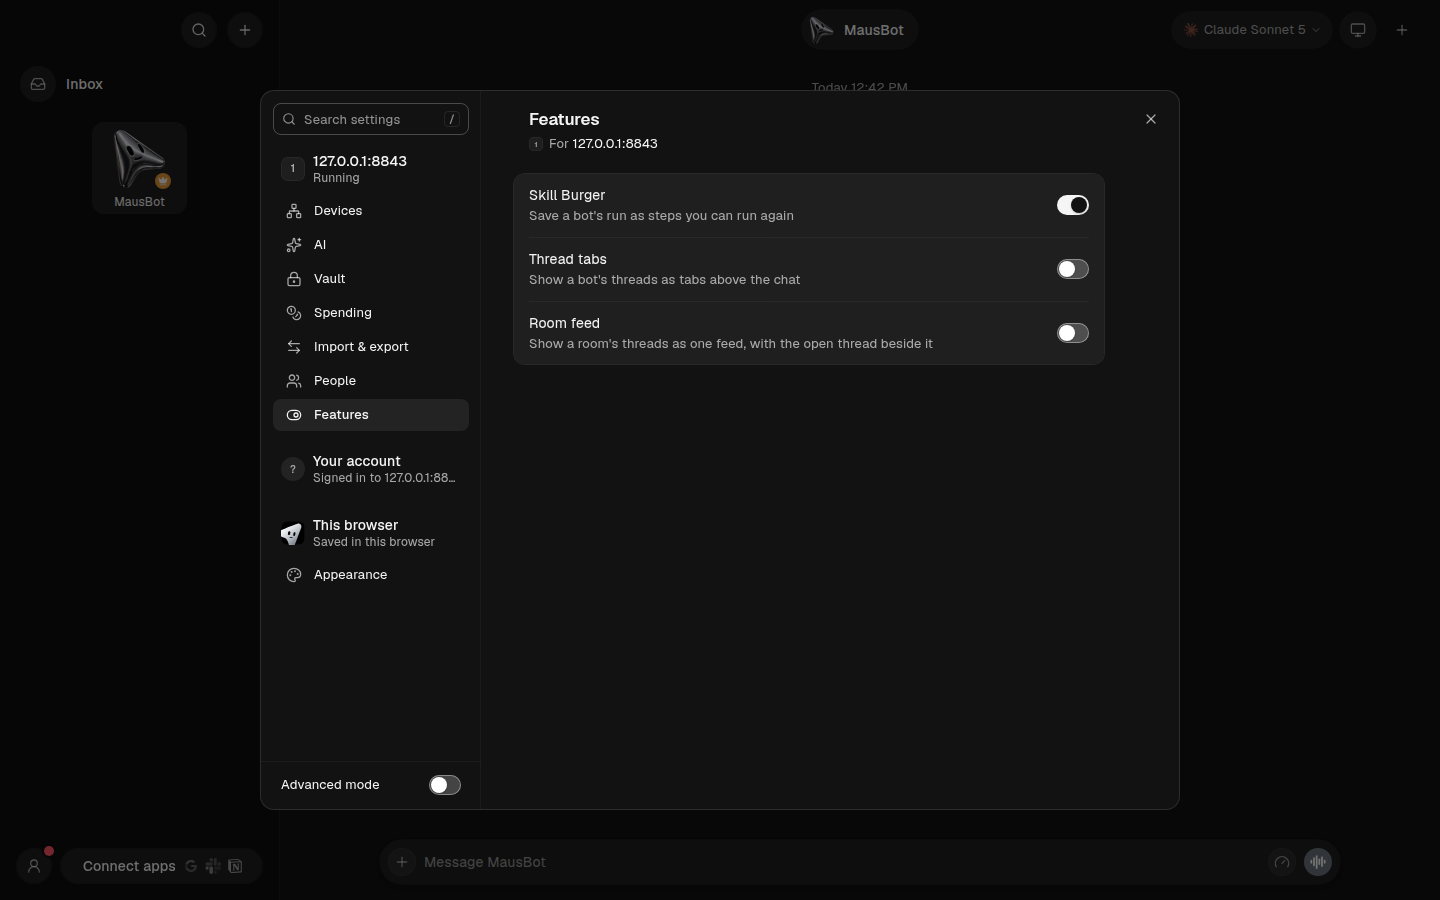 MausBot
Claude Sonnet 5
Inbox
Today 12:42 PM
MausBot
Search settings
/
1
127.0.0.1:8843
Running
Devices
AI
Vault
Spending
Import & export
People
Features
?
Your account
Signed in to 127.0.0.1:88…
This browser
Saved in this browser
Appearance
Advanced mode
Features
1 For 127.0.0.1:8843
Skill Burger
Save a bot's run as steps you can run again
Thread tabs
Show a bot's threads as tabs above the chat
Room feed
Show a room's threads as one feed, with the open thread beside it
Connect apps
Message MausBot